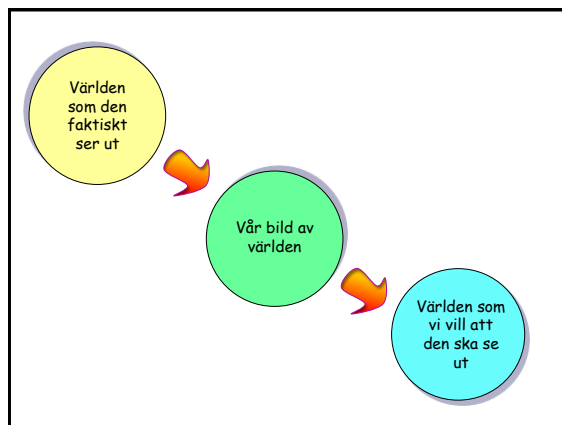 Världen
som den
faktiskt
ser ut
Vår bild av
världen
Världen som
vi vill att
den ska se
ut